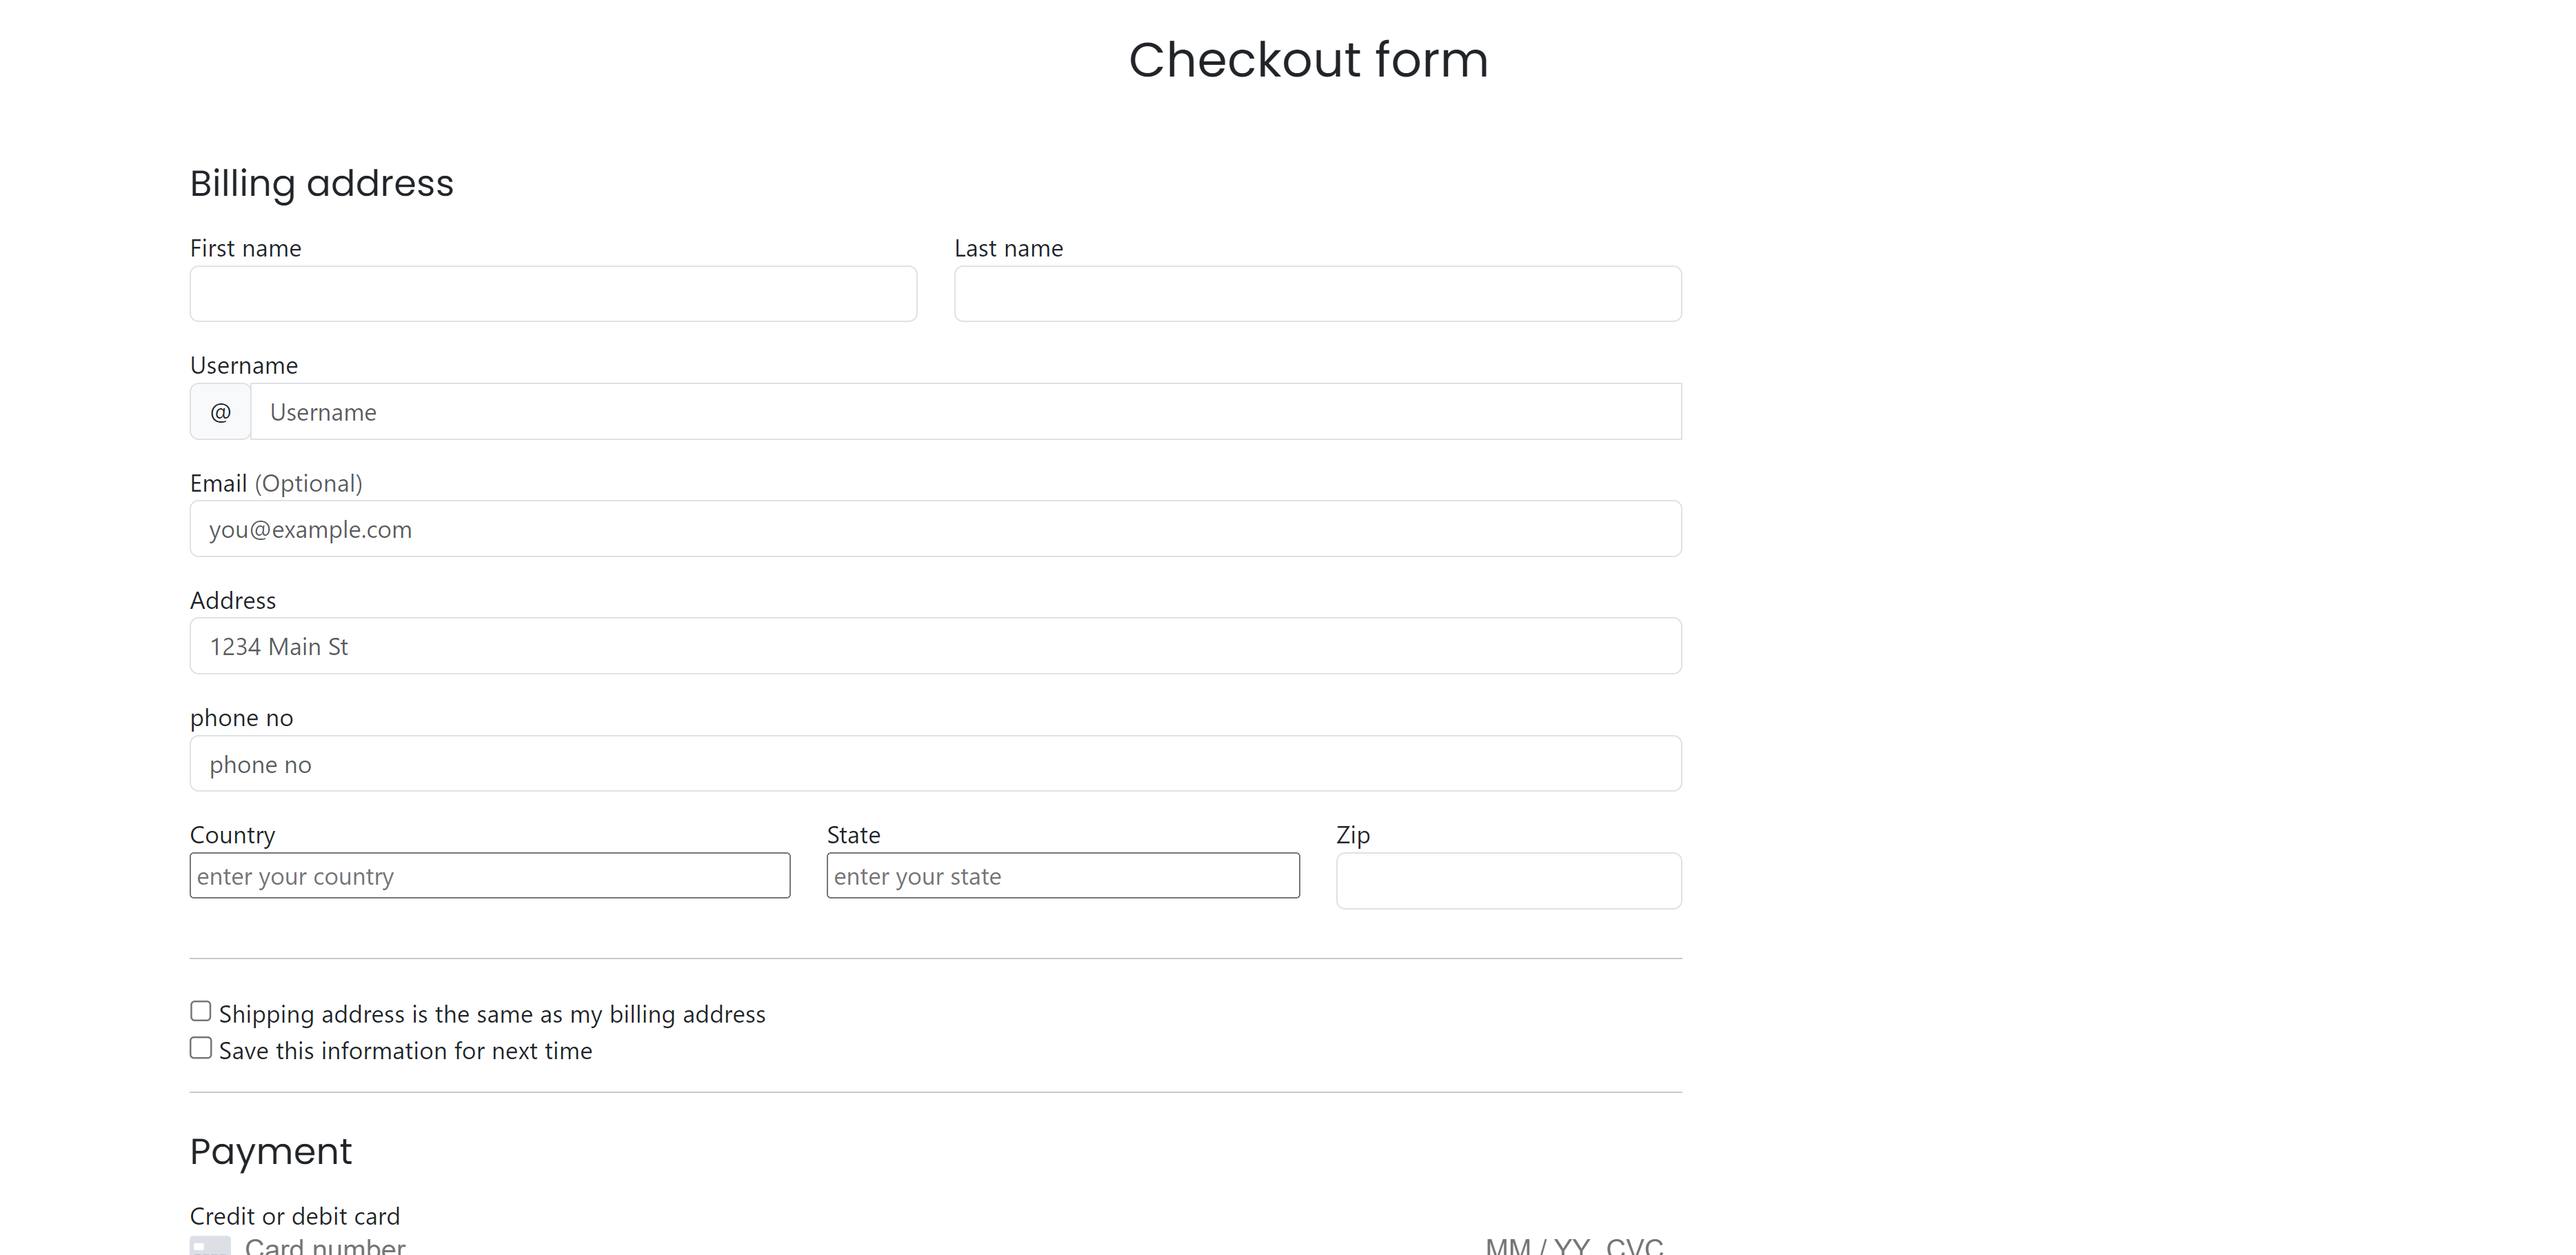 Checkout form
Billing address
First name Last name
Username
@ Username
Email (Optional)
you@example.com
Address
1234 Main St
phone no
phone no
Country State Zip
enter your country enter your state
Shipping address is the same as my billing address
Save this information for next time
Payment
Credit or debit card
Card number MM / YY CVC